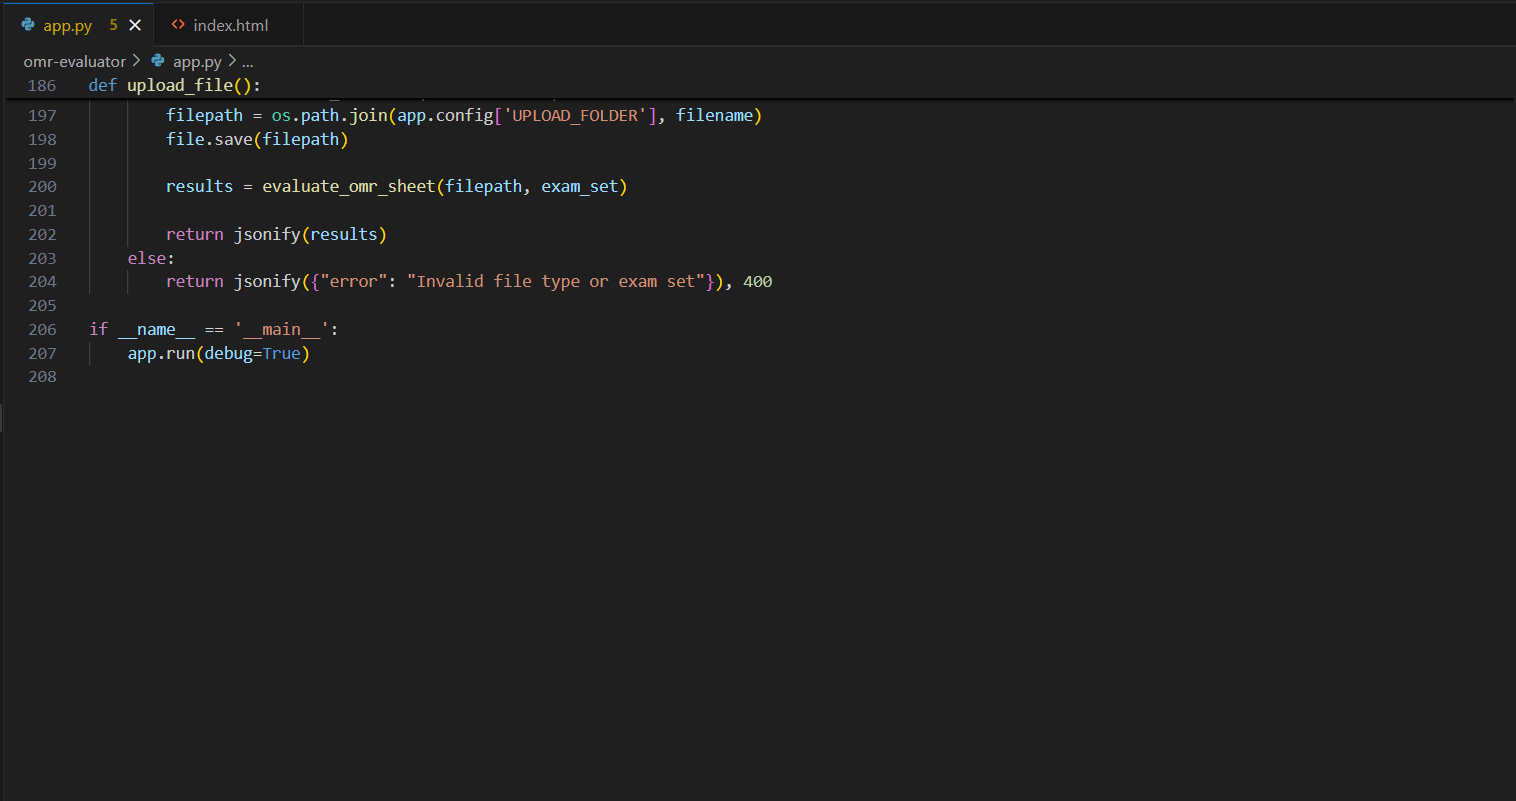 app.py 5 index.html
omr-evaluator > app.py > ...
186 def upload_file():
197 filepath = os.path.join(app.config['UPLOAD_FOLDER'], filename)
198 file.save(filepath)
199
200 results = evaluate_omr_sheet(filepath, exam_set)
201
202 return jsonify(results)
203 else:
204 return jsonify({"error": "Invalid file type or exam set"}), 400
205
206 if __name__ == '__main__':
207 app.run(debug=True)
208